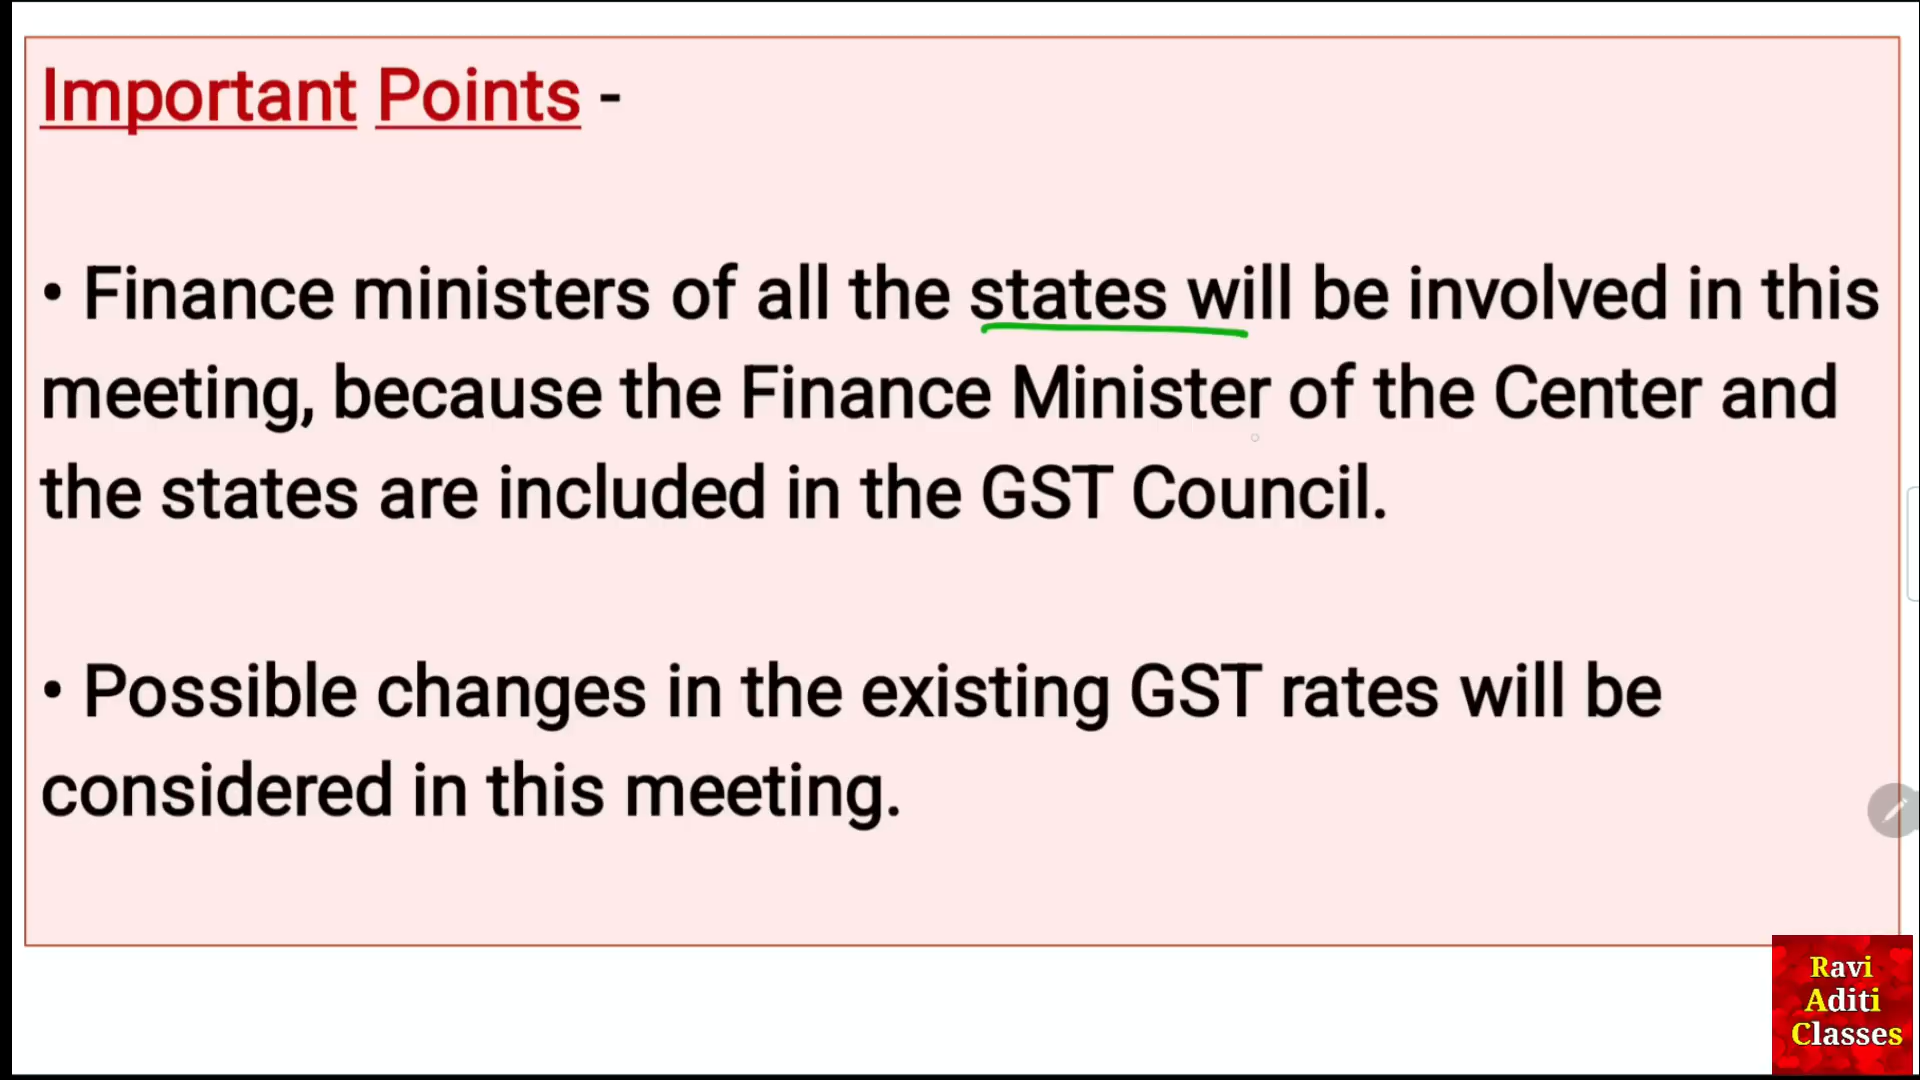 Important Points -
• Finance ministers of all the states will be involved in this
meeting, because the Finance Minister of the Center and
the states are included in the GST Council.
• Possible changes in the existing GST rates will be
considered in this meeting.
Ravi
Aditi
Classes